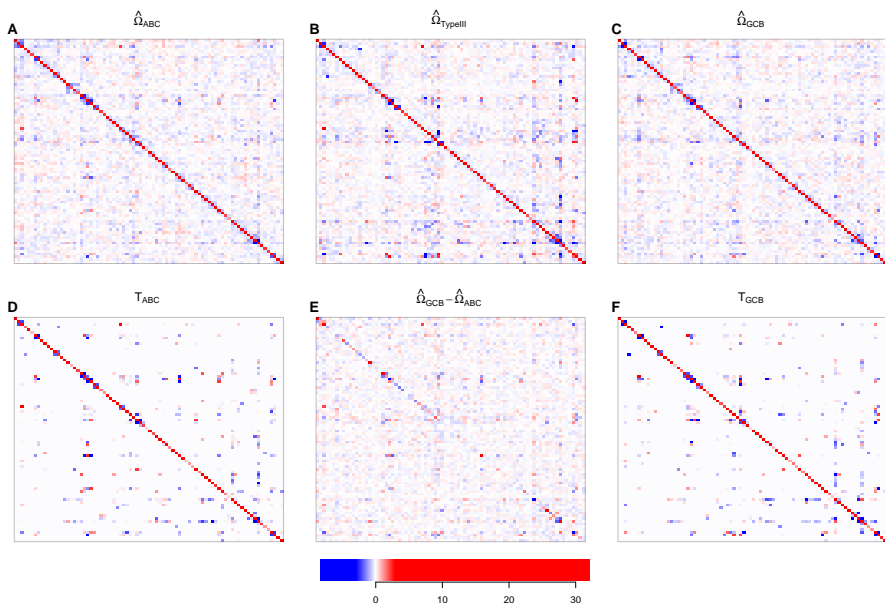 A Ω̂ABC
B Ω̂TypeIII
C Ω̂GCB
D TABC
E Ω̂GCB − Ω̂ABC
F TGCB
0 10 20 30